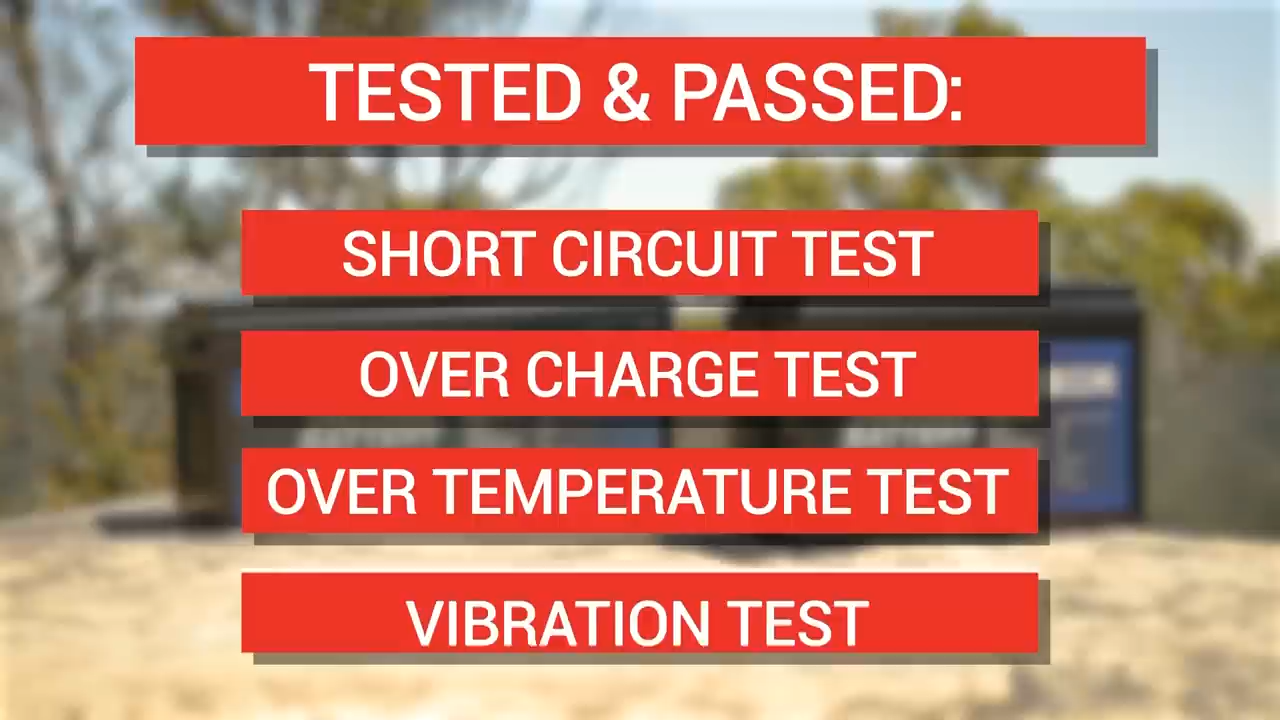 TESTED & PASSED:
SHORT CIRCUIT TEST
OVER CHARGE TEST
OVER TEMPERATURE TEST
VIBRATION TEST